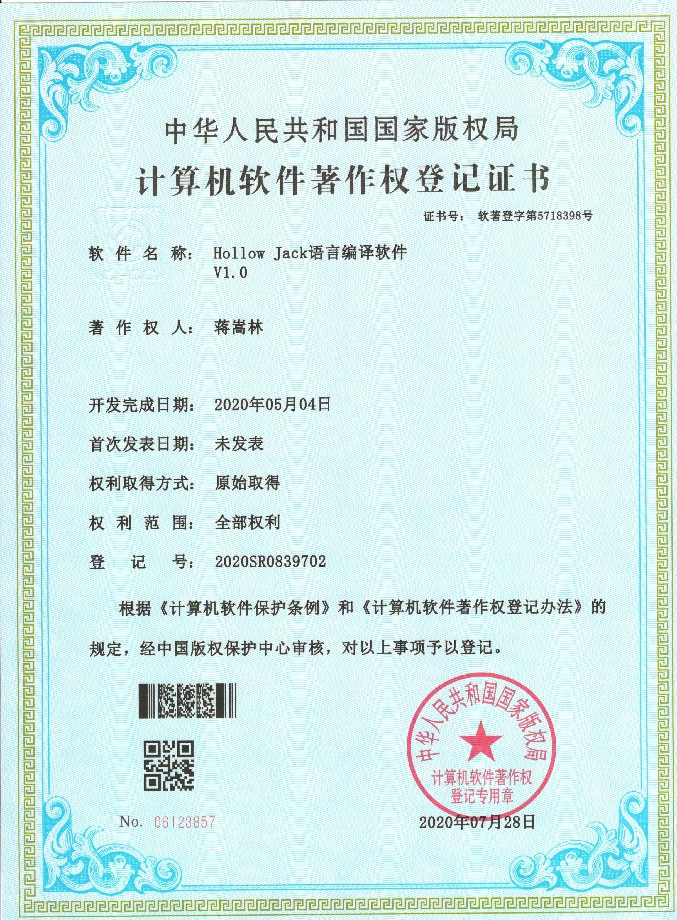 中华人民共和国国家版权局
计算机软件著作权登记证书
证书号: 软著登字第5718398号
软 件 名 称: Hollow Jack语言编译软件
V1.0
著 作 权 人: 蒋嵩林
开发完成日期: 2020年05月04日
首次发表日期: 未发表
权利取得方式: 原始取得
权 利 范 围: 全部权利
登 记 号: 2020SR0839702
根据《计算机软件保护条例》和《计算机软件著作权登记办法》的
规定,经中国版权保护中心审核,对以上事项予以登记。
中华人民共和国国家版权局
计算机软件著作权
登记专用章
No. 06123857
2020年07月28日